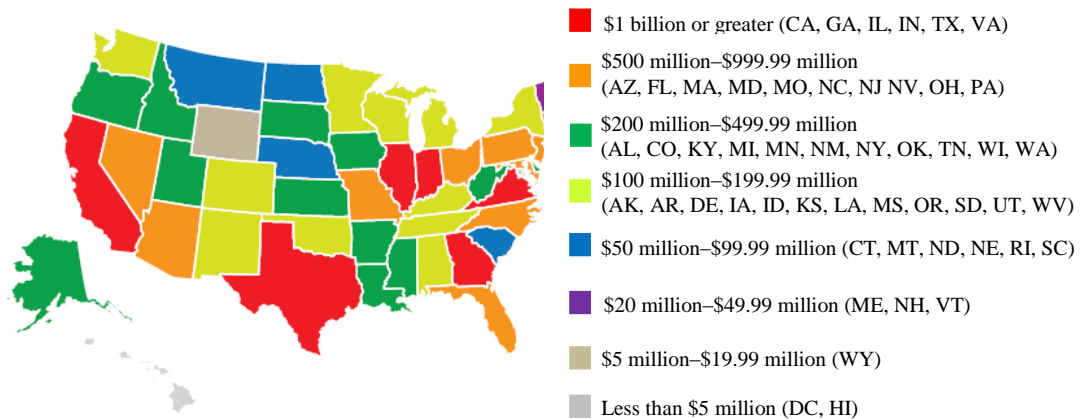 $1 billion or greater (CA, GA, IL, IN, TX, VA)
$500 million–$999.99 million
(AZ, FL, MA, MD, MO, NC, NJ NV, OH, PA)
$200 million–$499.99 million
(AL, CO, KY, MI, MN, NM, NY, OK, TN, WI, WA)
$100 million–$199.99 million
(AK, AR, DE, IA, ID, KS, LA, MS, OR, SD, UT, WV)
$50 million–$99.99 million (CT, MT, ND, NE, RI, SC)
$20 million–$49.99 million (ME, NH, VT)
$5 million–$19.99 million (WY)
Less than $5 million (DC, HI)